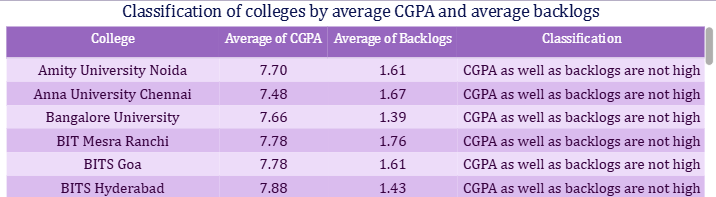 Classification of colleges by average CGPA and average backlogs
College Average of CGPA Average of Backlogs Classification
Amity University Noida 7.70 1.61 CGPA as well as backlogs are not high
Anna University Chennai 7.48 1.67 CGPA as well as backlogs are not high
Bangalore University 7.66 1.39 CGPA as well as backlogs are not high
BIT Mesra Ranchi 7.78 1.76 CGPA as well as backlogs are not high
BITS Goa 7.78 1.61 CGPA as well as backlogs are not high
BITS Hyderabad 7.88 1.43 CGPA as well as backlogs are not high